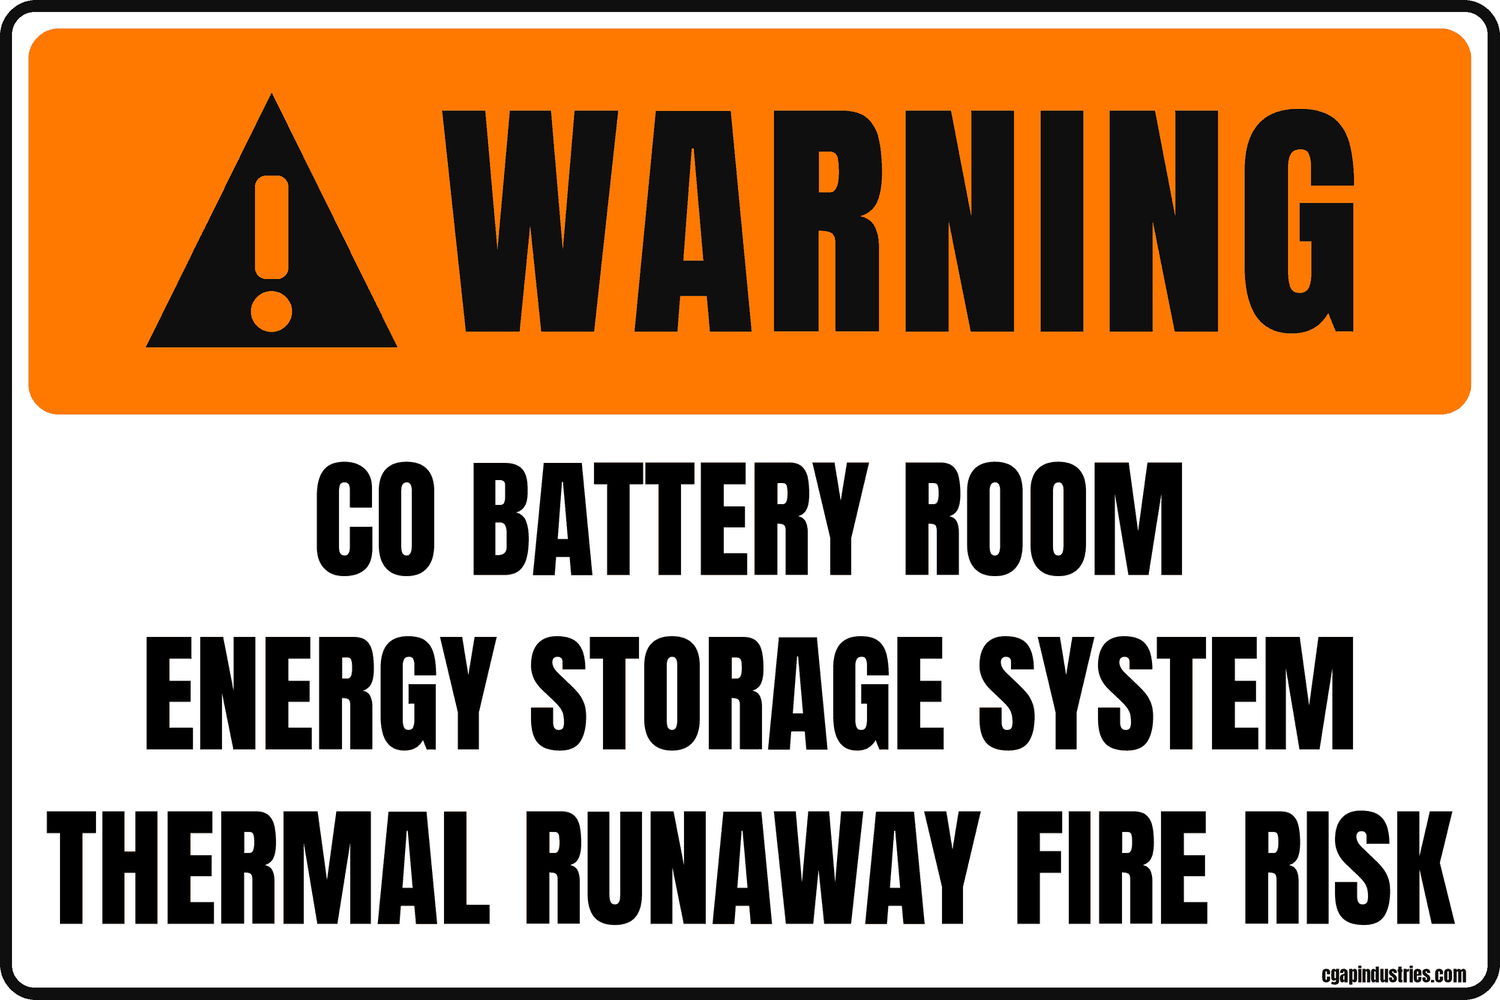 WARNING
CO BATTERY ROOM
ENERGY STORAGE SYSTEM
THERMAL RUNAWAY FIRE RISK
cgapindustries.com